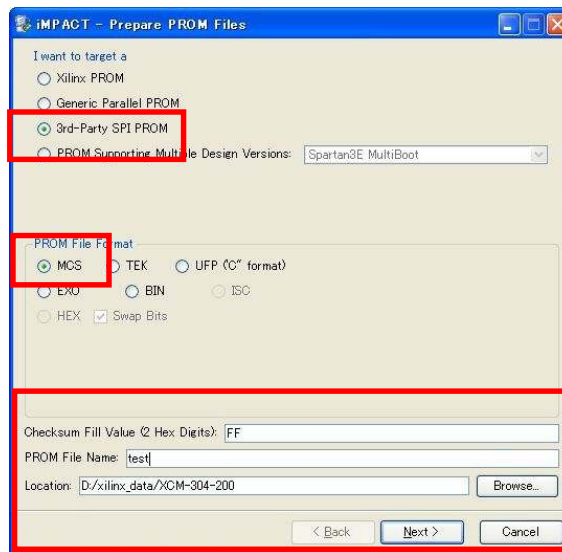 iMPACT - Prepare PROM Files
I want to target a
Xilinx PROM
Generic Parallel PROM
3rd-Party SPI PROM
PROM Supporting Multiple Design Versions: Spartan3E MultiBoot
PROM File Format
MCS TEK UFP ("C" format)
EXO BIN ISC
HEX Swap Bits
Checksum Fill Value (2 Hex Digits): FF
PROM File Name: test
Location: D:/xilinx_data/XCM-304-200 Browse...
< Back Next > Cancel